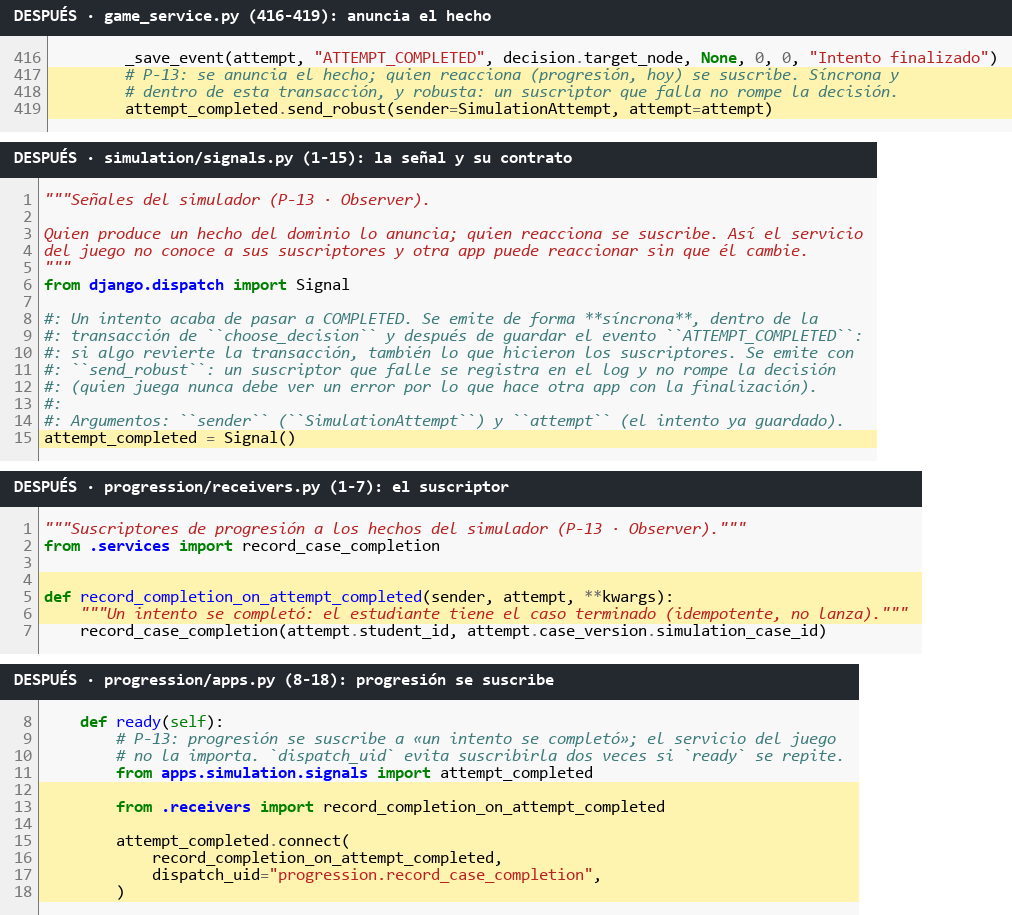 DESPUÉS · game_service.py (416-419): anuncia el hecho
416         _save_event(attempt, "ATTEMPT_COMPLETED", decision.target_node, None, 0, 0, "Intento finalizado")
417         # P-13: se anuncia el hecho; quien reacciona (progresión, hoy) se suscribe. Síncrona y
418         # dentro de esta transacción, y robusta: un suscriptor que falla no rompe la decisión.
419         attempt_completed.send_robust(sender=SimulationAttempt, attempt=attempt)
DESPUÉS · simulation/signals.py (1-15): la señal y su contrato
1 """Señales del simulador (P-13 · Observer).
2
3 Quien produce un hecho del dominio lo anuncia; quien reacciona se suscribe. Así el servicio
4 del juego no conoce a sus suscriptores y otra app puede reaccionar sin que él cambie.
5 """
6 from django.dispatch import Signal
7
8 #: Un intento acaba de pasar a COMPLETED. Se emite de forma **síncrona**, dentro de la
9 #: transacción de ``choose_decision`` y después de guardar el evento ``ATTEMPT_COMPLETED``:
10 #: si algo revierte la transacción, también lo que hicieron los suscriptores. Se emite con
11 #: ``send_robust``: un suscriptor que falle se registra en el log y no rompe la decisión
12 #: (quien juega nunca debe ver un error por lo que hace otra app con la finalización).
13 #:
14 #: Argumentos: ``sender`` (``SimulationAttempt``) y ``attempt`` (el intento ya guardado).
15 attempt_completed = Signal()
DESPUÉS · progression/receivers.py (1-7): el suscriptor
1 """Suscriptores de progresión a los hechos del simulador (P-13 · Observer)."""
2 from .services import record_case_completion
3
4
5 def record_completion_on_attempt_completed(sender, attempt, **kwargs):
6     """Un intento se completó: el estudiante tiene el caso terminado (idempotente, no lanza)."""
7     record_case_completion(attempt.student_id, attempt.case_version.simulation_case_id)
DESPUÉS · progression/apps.py (8-18): progresión se suscribe
8     def ready(self):
9         # P-13: progresión se suscribe a «un intento se completó»; el servicio del juego
10         # no la importa. `dispatch_uid` evita suscribirla dos veces si `ready` se repite.
11         from apps.simulation.signals import attempt_completed
12
13         from .receivers import record_completion_on_attempt_completed
14
15         attempt_completed.connect(
16             record_completion_on_attempt_completed,
17             dispatch_uid="progression.record_case_completion",
18         )